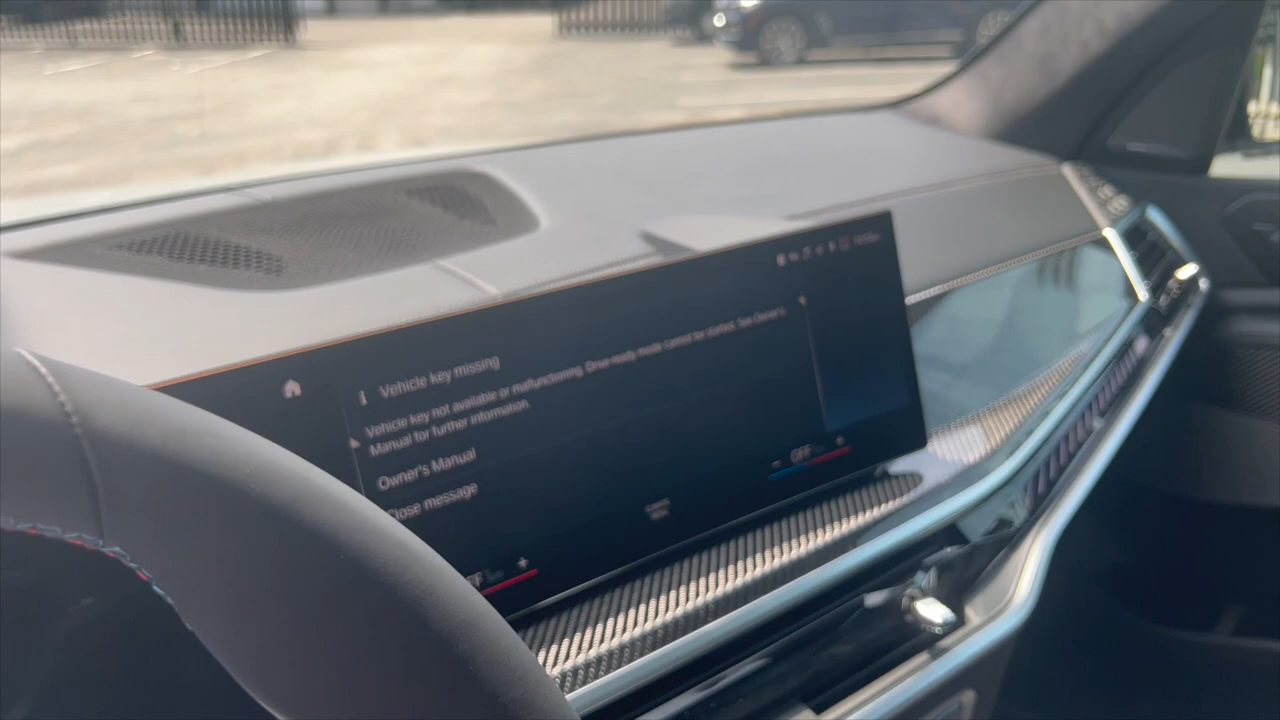 Vehicle key missing
Vehicle key not available or malfunctioning. Drive-ready mode cannot be started. See Owner's
Manual for further information.
Owner's Manual
Close message
- OFF +
+